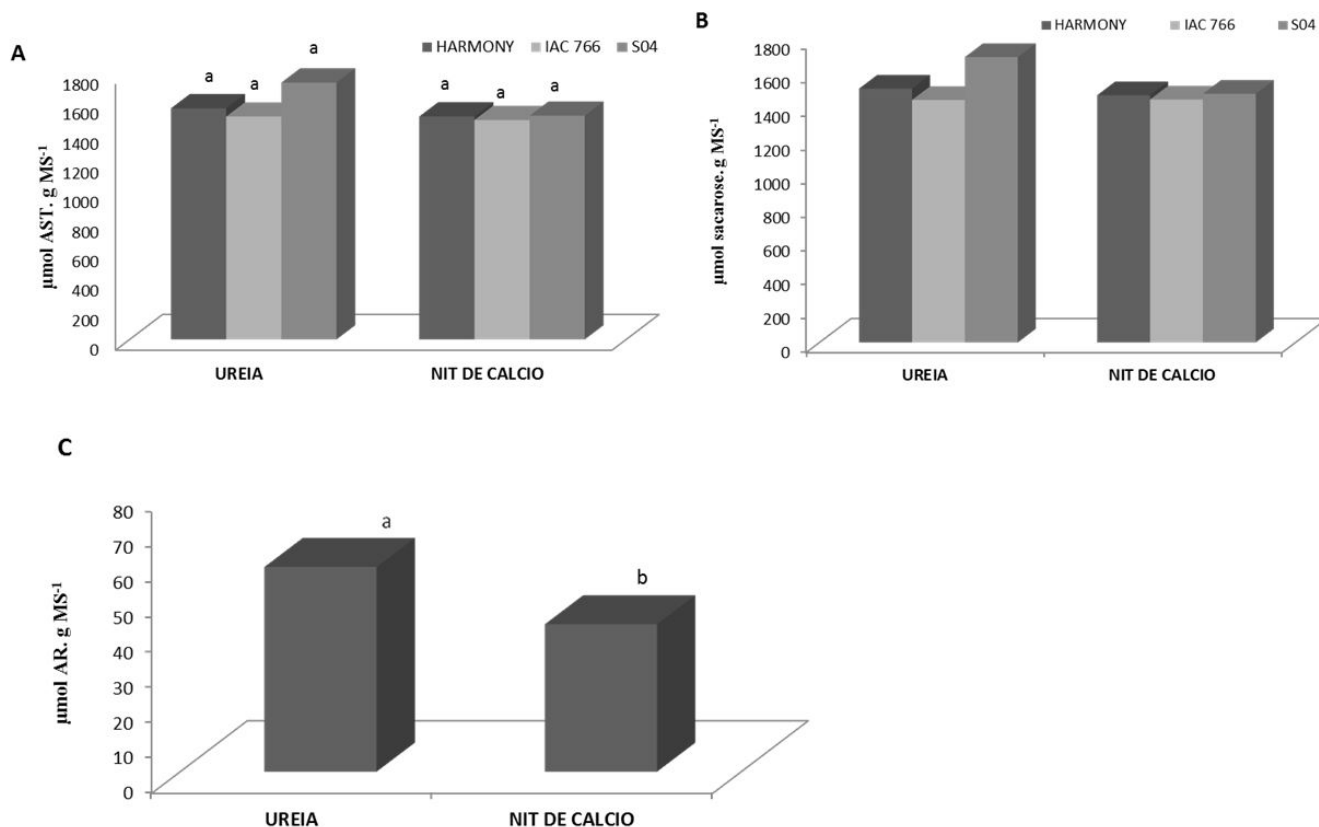 A
HARMONY IAC 766 S04
a a a a a a
1800
1600
1400
1200
1000
800
600
400
200
0
µmol AST. g MS⁻¹
UREIA NIT DE CALCIO
B
HARMONY IAC 766 S04
1800
1600
1400
1200
1000
800
600
400
200
0
µmol sacarose. g MS⁻¹
UREIA NIT DE CALCIO
C
a b
80
70
60
50
40
30
20
10
0
µmol AR. g MS⁻¹
UREIA NIT DE CALCIO